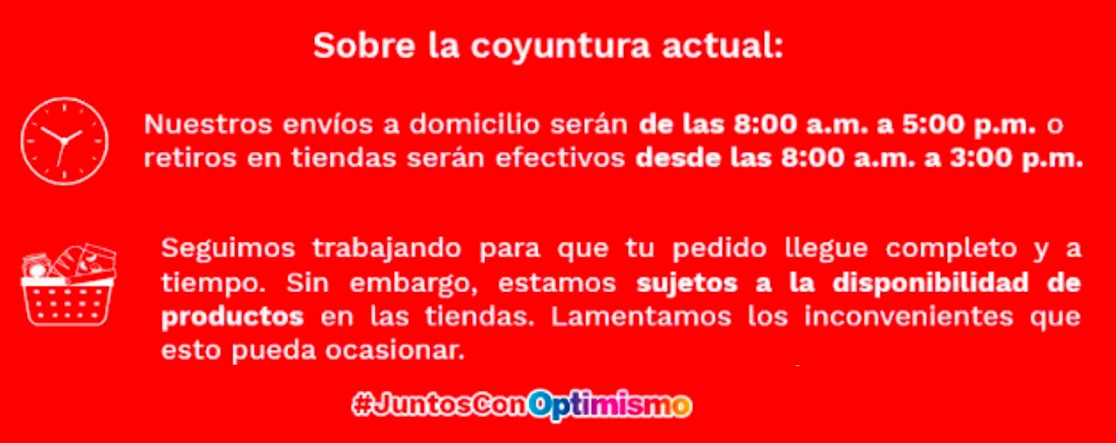 Sobre la coyuntura actual:
Nuestros envíos a domicilio serán de las 8:00 a.m. a 5:00 p.m. o
retiros en tiendas serán efectivos desde las 8:00 a.m. a 3:00 p.m.
Seguimos trabajando para que tu pedido llegue completo y a
tiempo. Sin embargo, estamos sujetos a la disponibilidad de
productos en las tiendas. Lamentamos los inconvenientes que
esto pueda ocasionar.
#JuntosConOptimismo